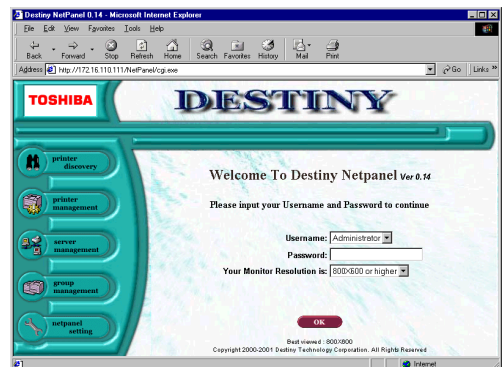 Destiny NetPanel 0.14 - Microsoft Internet Explorer
File Edit View Favorites Tools Help
Back Forward Stop Refresh Home Search Favorites History Mail Print
Address http://172.16.110.111/NetPanel/cgi.exe Go Links »
TOSHIBA
DESTINY
printer
discovery
printer
management
server
management
group
management
netpanel
setting
Welcome To Destiny Netpanel Ver 0.14
Please input your Username and Password to continue
Username: Administrator
Password:
Your Monitor Resolution is: 800X600 or higher
OK
Best viewed : 800X600
Copyright 2000-2001 Destiny Technology Corporation. All Rights Reserved
Internet